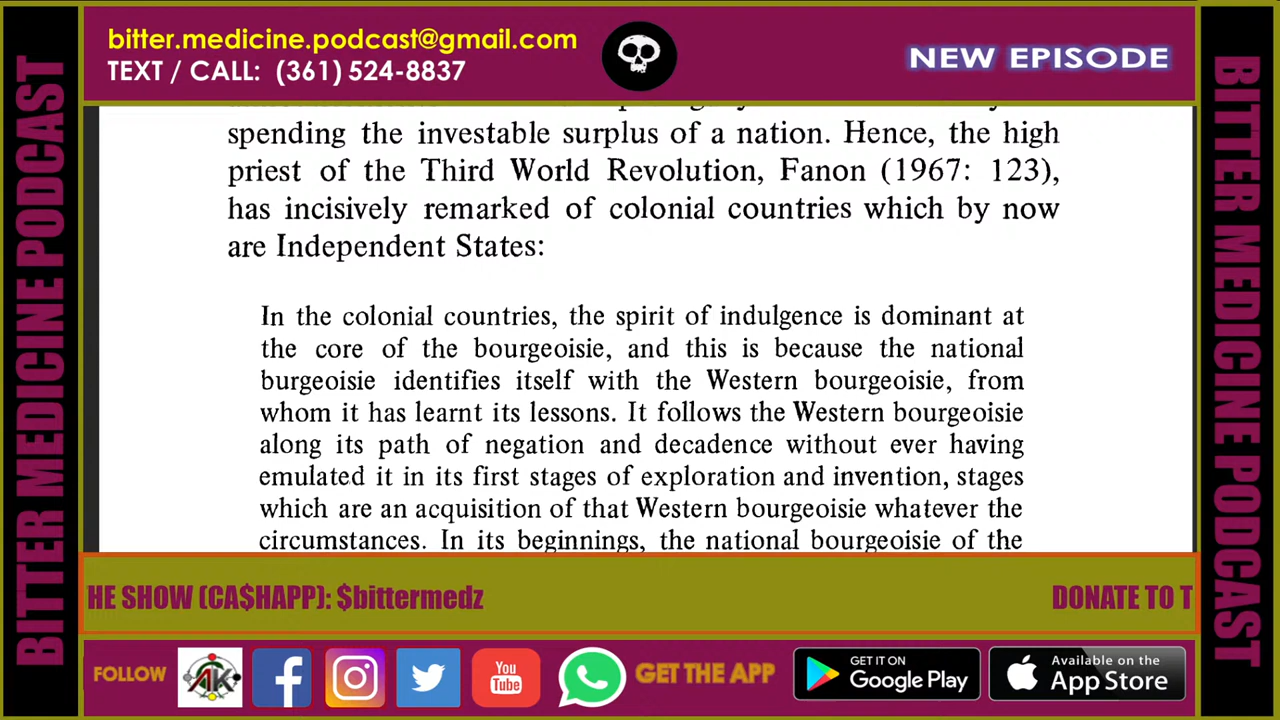 bitter.medicine.podcast@gmail.com
TEXT / CALL: (361) 524-8837
NEW EPISODE
BITTER MEDICINE PODCAST
spending the investable surplus of a nation. Hence, the high
priest of the Third World Revolution, Fanon (1967: 123),
has incisively remarked of colonial countries which by now
are Independent States:
In the colonial countries, the spirit of indulgence is dominant at
the core of the bourgeoisie, and this is because the national
burgeoisie identifies itself with the Western bourgeoisie, from
whom it has learnt its lessons. It follows the Western bourgeoisie
along its path of negation and decadence without ever having
emulated it in its first stages of exploration and invention, stages
which are an acquisition of that Western bourgeoisie whatever the
circumstances. In its beginnings, the national bourgeoisie of the
BITTER MEDICINE PODCAST
HE SHOW (CA$HAPP): $bittermedz
DONATE TO T
FOLLOW
ATK
You
Tube
GET THE APP
GET IT ON
Google Play
Available on the
App Store